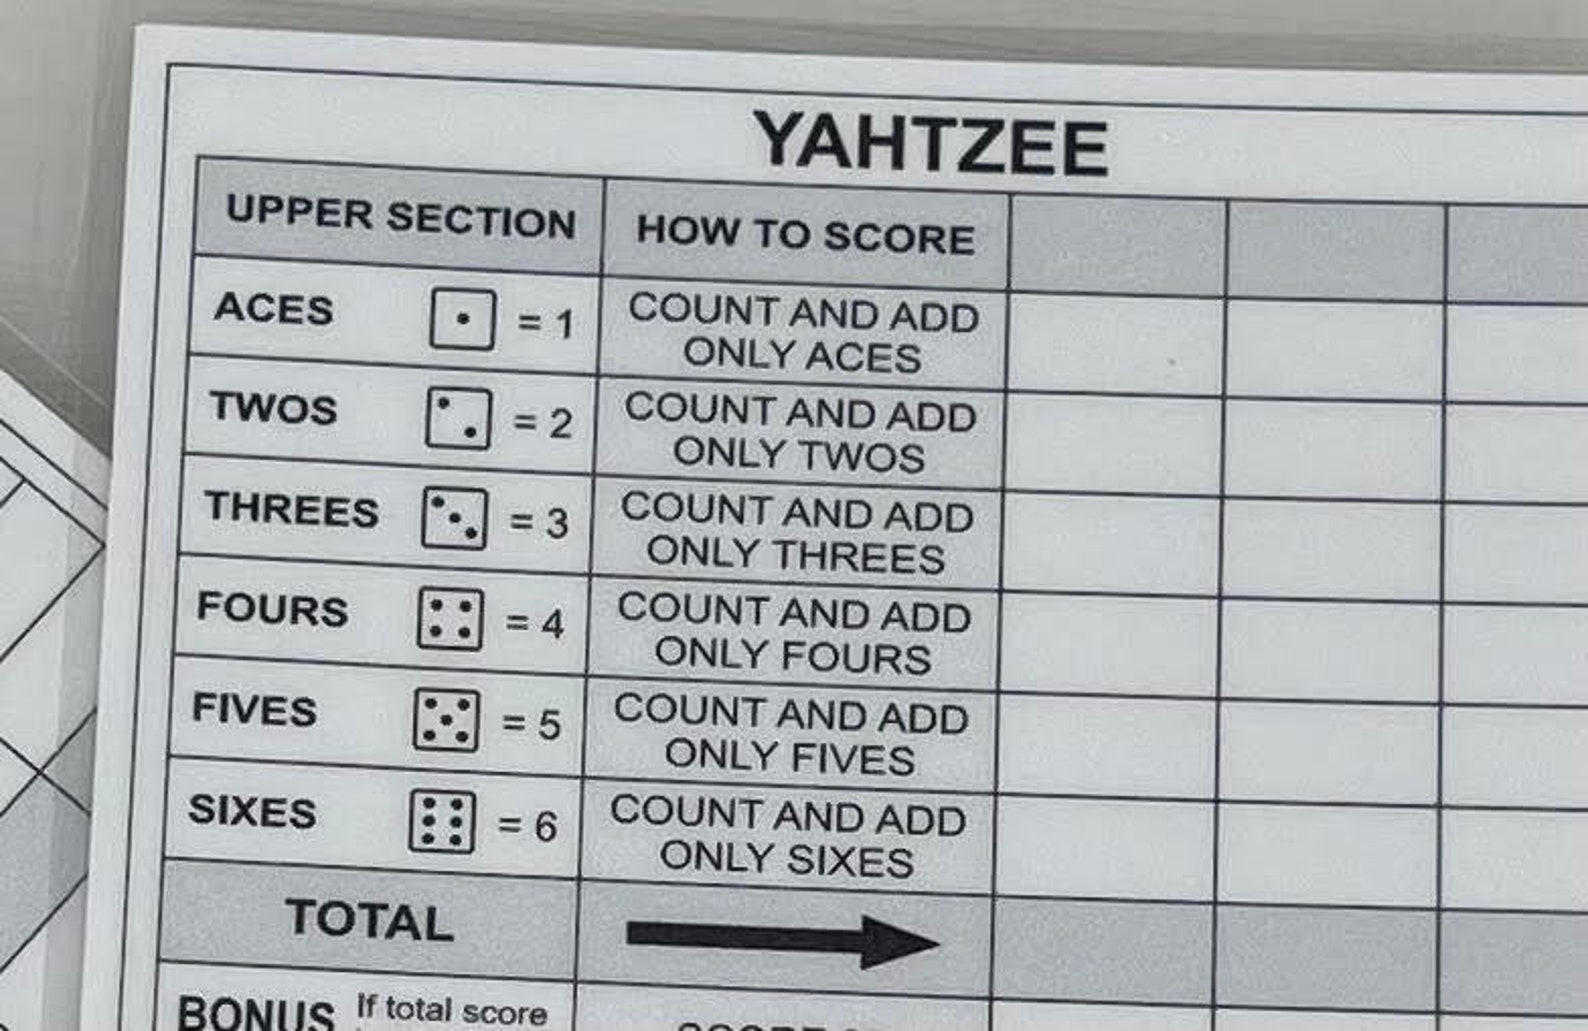 YAHTZEE
UPPER SECTION HOW TO SCORE
ACES = 1 COUNT AND ADD
ONLY ACES
TWOS = 2 COUNT AND ADD
ONLY TWOS
THREES = 3 COUNT AND ADD
ONLY THREES
FOURS = 4 COUNT AND ADD
ONLY FOURS
FIVES = 5 COUNT AND ADD
ONLY FIVES
SIXES = 6 COUNT AND ADD
ONLY SIXES
TOTAL
BONUS If total score